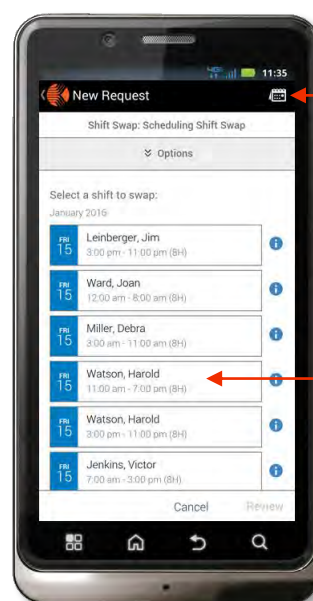 4G
11:35
New Request
Shift Swap: Scheduling Shift Swap
Options
Select a shift to swap:
January 2016
FRI
15
Leinberger, Jim
3:00 pm - 11:00 pm (8H)
FRI
15
Ward, Joan
12:00 am - 8:00 am (8H)
FRI
15
Miller, Debra
3:00 am - 11:00 am (8H)
FRI
15
Watson, Harold
11:00 am - 7:00 pm (8H)
FRI
15
Watson, Harold
3:00 pm - 11:00 pm (8H)
FRI
15
Jenkins, Victor
7:00 am - 3:00 pm (8H)
Cancel Review